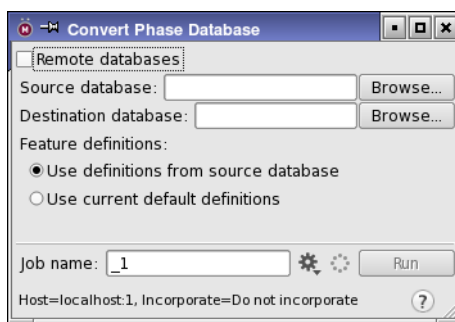 Convert Phase Database
Remote databases
Source database: Browse...
Destination database: Browse...
Feature definitions:
Use definitions from source database
Use current default definitions
Job name: _1 Run
Host=localhost:1, Incorporate=Do not incorporate ?